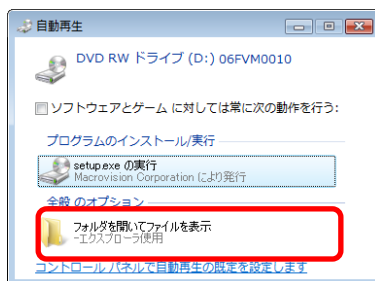 自動再生
DVD RW ドライブ (D:) 06FVM0010
ソフトウェアとゲーム に対しては常に次の動作を行う:
プログラムのインストール/実行
setup.exe の実行
Macrovision Corporation により発行
全般 のオプション
フォルダを開いてファイルを表示
-エクスプローラ使用
コントロール パネルで自動再生の既定を設定します